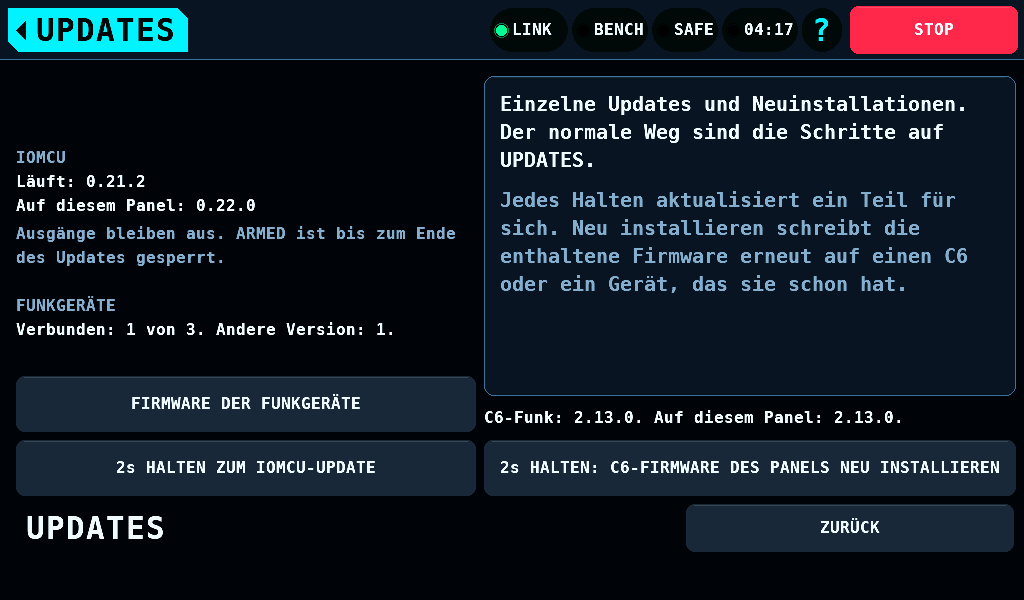 UPDATES
LINK
BENCH
SAFE
04:17
?
STOP
IOMCU
Läuft: 0.21.2
Auf diesem Panel: 0.22.0
Ausgänge bleiben aus. ARMED ist bis zum Ende
des Updates gesperrt.
FUNKGERÄTE
Verbunden: 1 von 3. Andere Version: 1.
FIRMWARE DER FUNKGERÄTE
2s HALTEN ZUM IOMCU-UPDATE
Einzelne Updates und Neuinstallationen.
Der normale Weg sind die Schritte auf
UPDATES.
Jedes Halten aktualisiert ein Teil für
sich. Neu installieren schreibt die
enthaltene Firmware erneut auf einen C6
oder ein Gerät, das sie schon hat.
C6-Funk: 2.13.0. Auf diesem Panel: 2.13.0.
2s HALTEN: C6-FIRMWARE DES PANELS NEU INSTALLIEREN
UPDATES
ZURÜCK